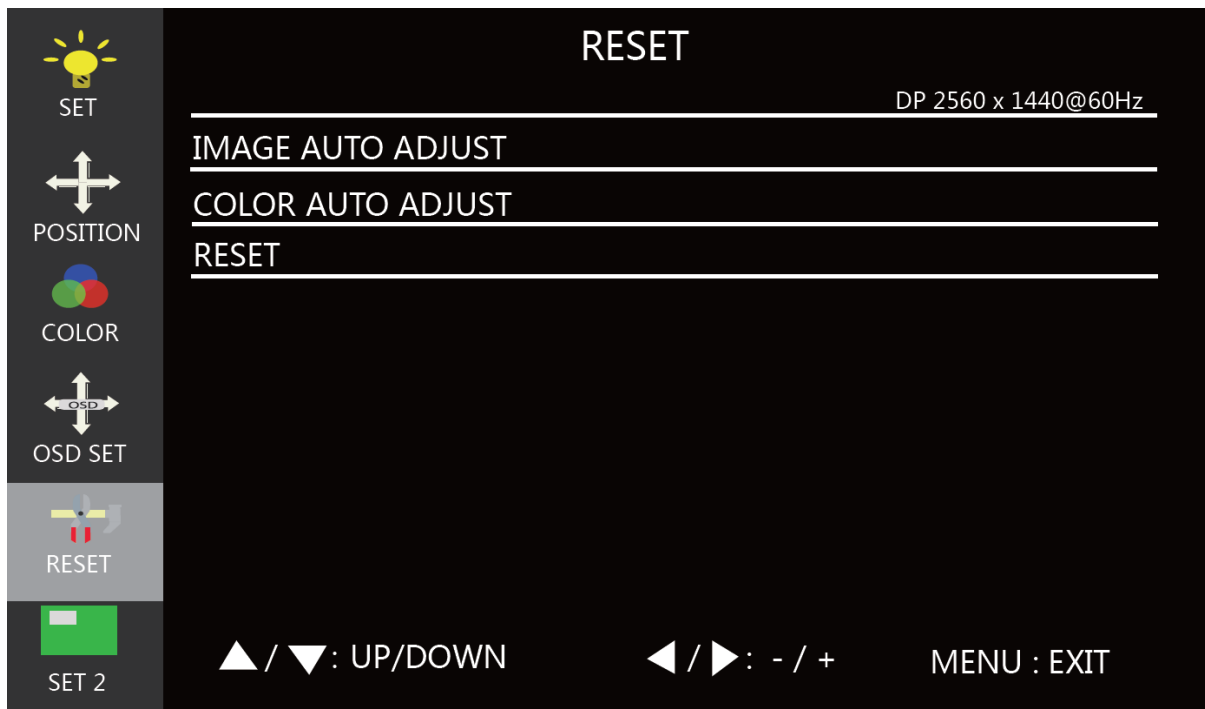 RESET
DP 2560 x 1440@60Hz
IMAGE AUTO ADJUST
COLOR AUTO ADJUST
RESET
SET
POSITION
COLOR
OSD
OSD SET
RESET
SET 2
▲/▼: UP/DOWN
◀/▶: - / +
MENU : EXIT